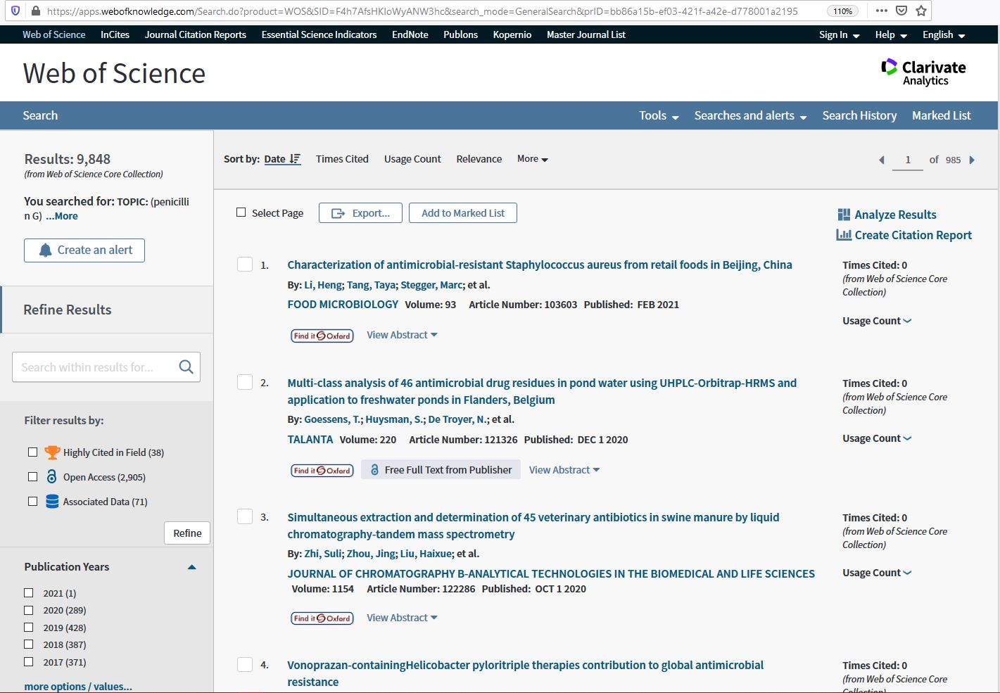 https://apps.webofknowledge.com/Search.do?product=WOS&SID=F4h7AfsHKIoWyANW3hc&search_mode=GeneralSearch&prID=bb86a15b-ef03-421f-a42e-d778001a2195 110%
Web of Science InCites Journal Citation Reports Essential Science Indicators EndNote Publons Kopernio Master Journal List Sign In Help English
Web of Science
Clarivate
Analytics
Search Tools Searches and alerts Search History Marked List
Results: 9,848
(from Web of Science Core Collection)
You searched for: TOPIC: (penicilli
n G) ...More
Create an alert
Refine Results
Search within results for...
Filter results by:
Highly Cited in Field (38)
Open Access (2,905)
Associated Data (71)
Refine
Publication Years
2021 (1)
2020 (289)
2019 (428)
2018 (387)
2017 (371)
more options / values...
Sort by: Date Times Cited Usage Count Relevance More
1 of 985
Select Page Export... Add to Marked List
Analyze Results
Create Citation Report
1. Characterization of antimicrobial-resistant Staphylococcus aureus from retail foods in Beijing, China
By: Li, Heng; Tang, Taya; Stegger, Marc; et al.
FOOD MICROBIOLOGY Volume: 93 Article Number: 103603 Published: FEB 2021
Find it @ Oxford View Abstract
Times Cited: 0
(from Web of Science Core
Collection)
Usage Count
2. Multi-class analysis of 46 antimicrobial drug residues in pond water using UHPLC-Orbitrap-HRMS and
application to freshwater ponds in Flanders, Belgium
By: Goessens, T.; Huysman, S.; De Troyer, N.; et al.
TALANTA Volume: 220 Article Number: 121326 Published: DEC 1 2020
Find it @ Oxford Free Full Text from Publisher View Abstract
Times Cited: 0
(from Web of Science Core
Collection)
Usage Count
3. Simultaneous extraction and determination of 45 veterinary antibiotics in swine manure by liquid
chromatography-tandem mass spectrometry
By: Zhi, Suli; Zhou, Jing; Liu, Haixue; et al.
JOURNAL OF CHROMATOGRAPHY B-ANALYTICAL TECHNOLOGIES IN THE BIOMEDICAL AND LIFE SCIENCES
Volume: 1154 Article Number: 122286 Published: OCT 1 2020
Find it @ Oxford View Abstract
Times Cited: 0
(from Web of Science Core
Collection)
Usage Count
4. Vonoprazan-containingHelicobacter pyloritriple therapies contribution to global antimicrobial
resistance
Times Cited: 0
(from Web of Science Core
Collection)